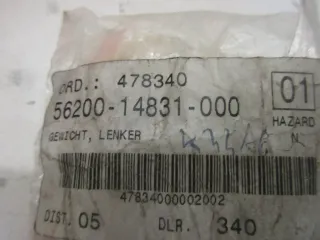 ORD.: 478340
56200-14831-000
01
HAZARD
N
GEWICHT, LENKER
47834000002002
DIST. 05 DLR. 340